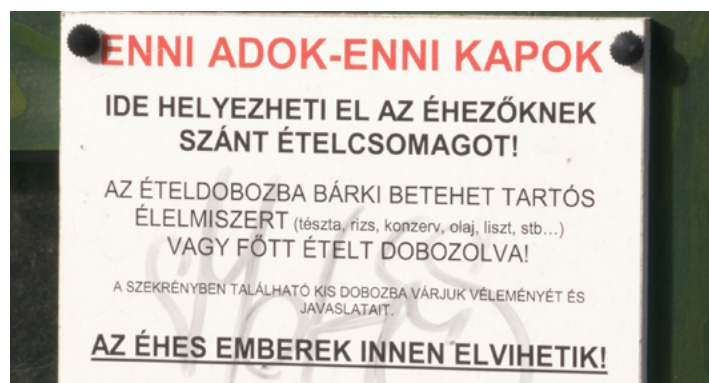 ENNI ADOK-ENNI KAPOK
IDE HELYEZHETI EL AZ ÉHEZŐKNEK
SZÁNT ÉTELCSOMAGOT!
AZ ÉTELDOBOZBA BÁRKI BETEHET TARTÓS
ÉLELMISZERT (tészta, rizs, konzerv, olaj, liszt, stb...)
VAGY FŐTT ÉTELT DOBOZOLVA!
A SZEKRÉNYBEN TALÁLHATÓ KIS DOBOZBA VÁRJUK VÉLEMÉNYÉT ÉS
JAVASLATAIT.
AZ ÉHES EMBEREK INNEN ELVIHETIK!